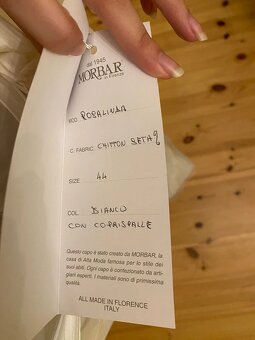 dal 1945
MORBAR
in Firenze
MOD ROSALINDA
C. FABRIC CHIFFON SETA
SIZE 44
COL. BIANCO
CON COPRISPALLE
Questo capo è stato creato da MORBAR, la
casa di Alta Moda famosa per lo stile dei
suoi abiti. Ogni capo è confezionato da arti-
giani esperti. I materiali sono di primissima
qualità.
ALL MADE IN FLORENCE
ITALY